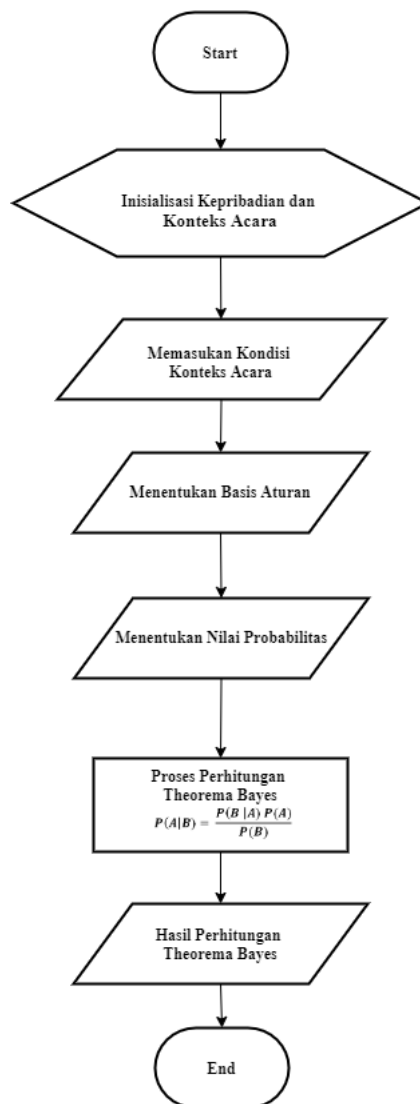 Start
Inisialisasi Kepribadian dan
Konteks Acara
Memasukan Kondisi
Konteks Acara
Menentukan Basis Aturan
Menentukan Nilai Probabilitas
Proses Perhitungan
Theorema Bayes
P(A|B) = P(B |A) P(A) / P(B)
Hasil Perhitungan
Theorema Bayes
End